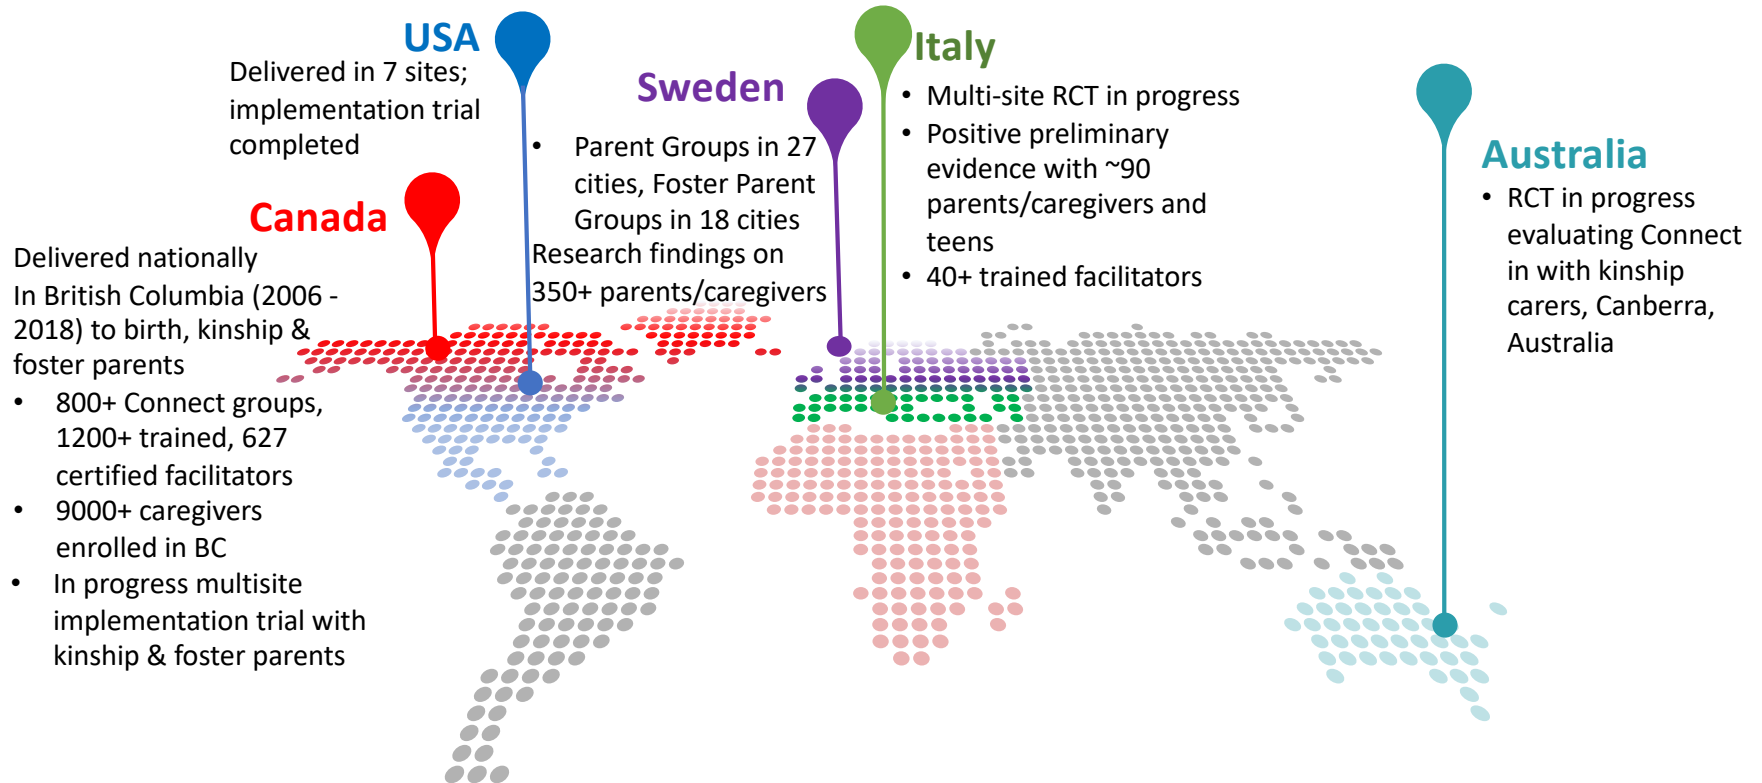 USA
Delivered in 7 sites;
implementation trial
completed
Canada
Delivered nationally
In British Columbia (2006 -
2018) to birth, kinship &
foster parents
• 800+ Connect groups,
1200+ trained, 627
certified facilitators
• 9000+ caregivers
enrolled in BC
• In progress multisite
implementation trial with
kinship & foster parents
Sweden
• Parent Groups in 27
cities, Foster Parent
Groups in 18 cities
Research findings on
350+ parents/caregivers
Italy
• Multi-site RCT in progress
• Positive preliminary
evidence with ~90
parents/caregivers and
teens
• 40+ trained facilitators
Australia
• RCT in progress
evaluating Connect
in with kinship
carers, Canberra,
Australia